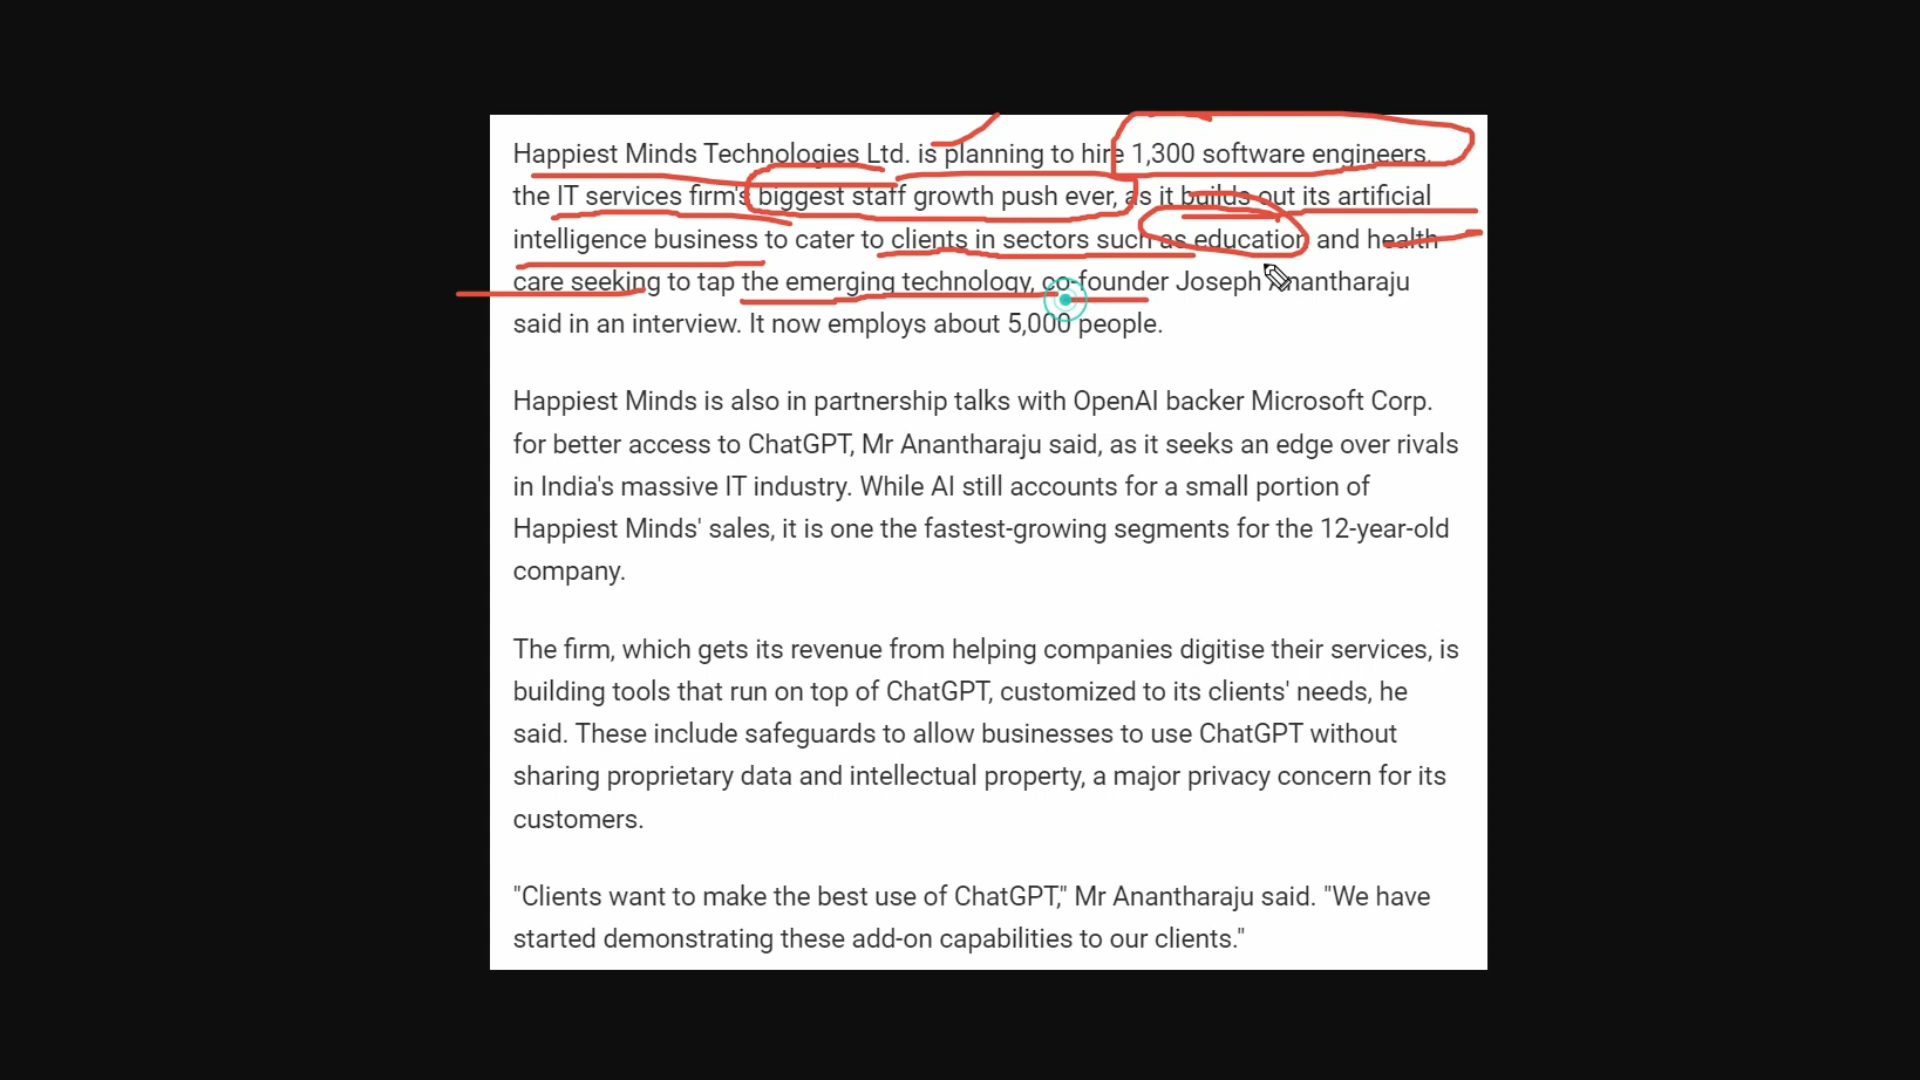 Happiest Minds Technologies Ltd. is planning to hire 1,300 software engineers,
the IT services firm's biggest staff growth push ever, as it builds out its artificial
intelligence business to cater to clients in sectors such as education and health
care seeking to tap the emerging technology, co-founder Joseph Anantharaju
said in an interview. It now employs about 5,000 people.
Happiest Minds is also in partnership talks with OpenAI backer Microsoft Corp.
for better access to ChatGPT, Mr Anantharaju said, as it seeks an edge over rivals
in India's massive IT industry. While AI still accounts for a small portion of
Happiest Minds' sales, it is one the fastest-growing segments for the 12-year-old
company.
The firm, which gets its revenue from helping companies digitise their services, is
building tools that run on top of ChatGPT, customized to its clients' needs, he
said. These include safeguards to allow businesses to use ChatGPT without
sharing proprietary data and intellectual property, a major privacy concern for its
customers.
"Clients want to make the best use of ChatGPT," Mr Anantharaju said. "We have
started demonstrating these add-on capabilities to our clients."